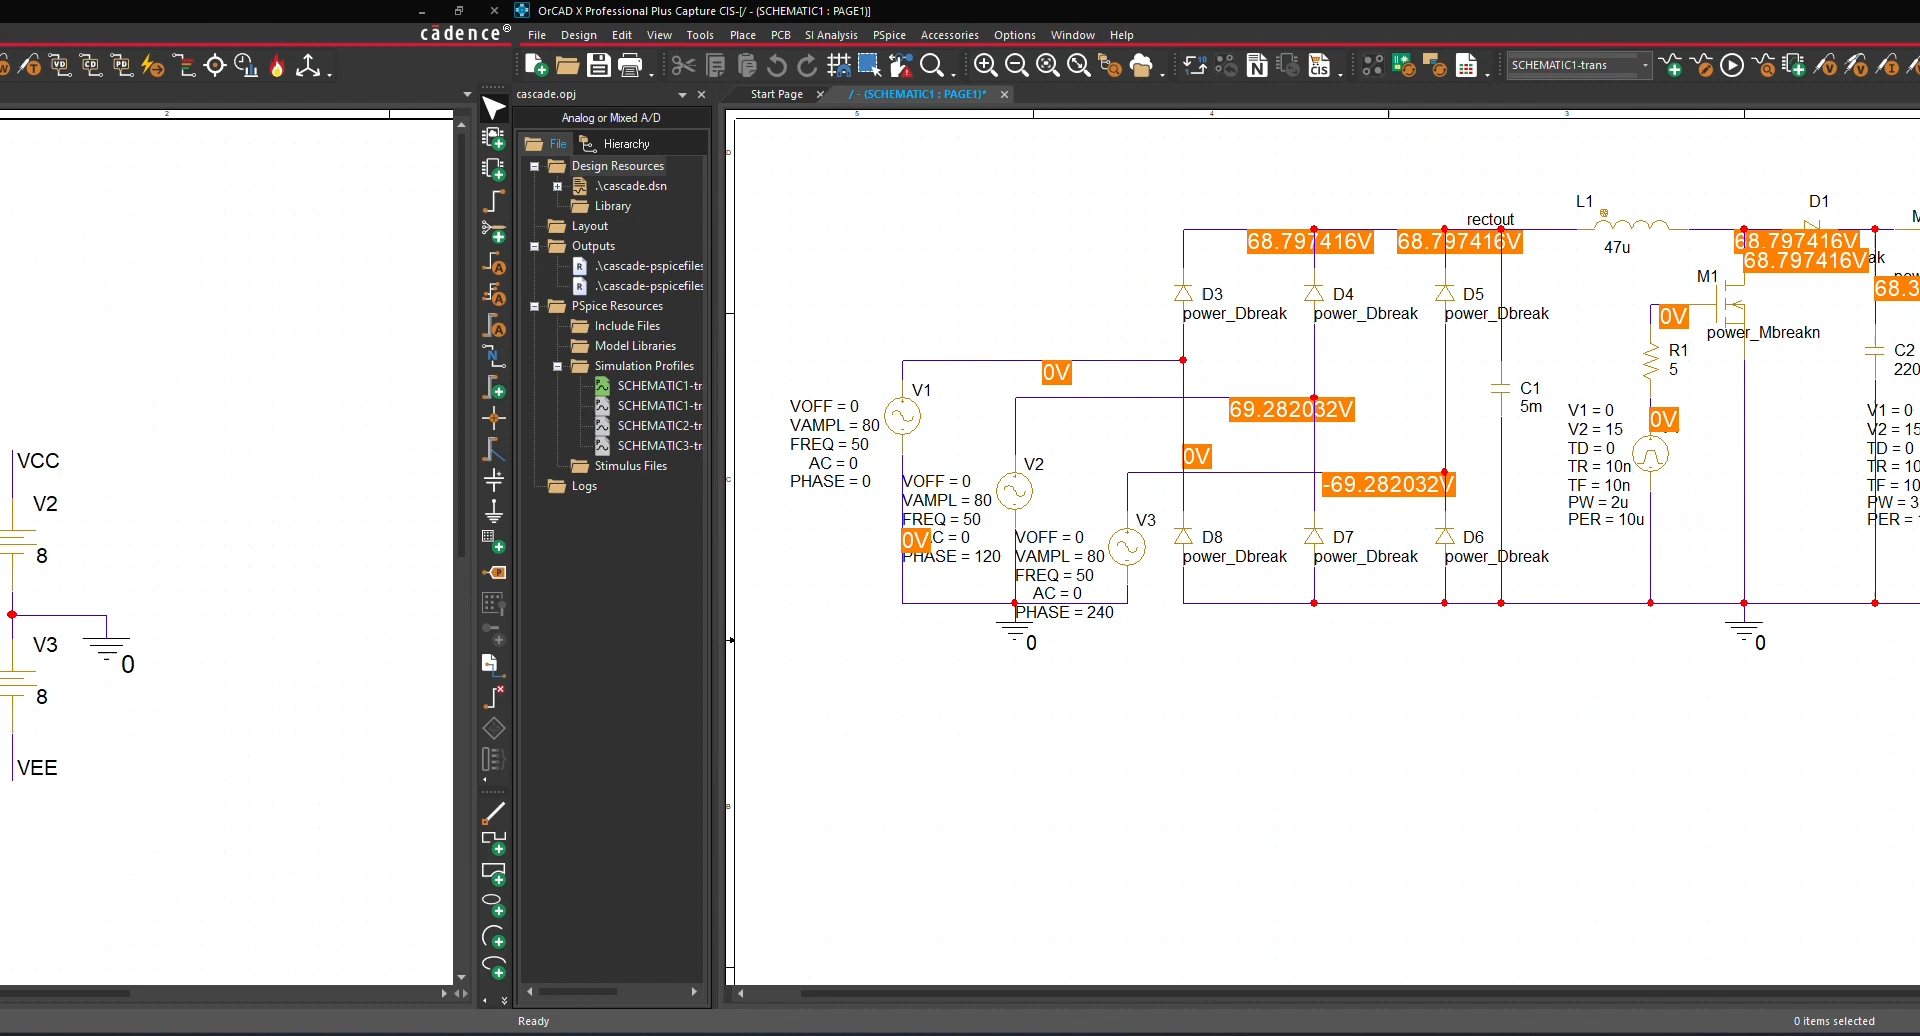 OrCAD X Professional Plus Capture CIS-[/ - (SCHEMATIC1 : PAGE1)]
cādence®
File Design Edit View Tools Place PCB SI Analysis PSpice Accessories Options Window Help
SCHEMATIC1-trans
cascade.opj
Start Page
/ - (SCHEMATIC1 : PAGE1)*
Analog or Mixed A/D
File Hierarchy
Design Resources
.\cascade.dsn
Library
Layout
Outputs
.\cascade-pspicefiles
.\cascade-pspicefiles
PSpice Resources
Include Files
Model Libraries
Simulation Profiles
SCHEMATIC1-tr
SCHEMATIC1-tr
SCHEMATIC2-tr
SCHEMATIC3-tr
Stimulus Files
Logs
2
VCC
V2
8
V3
0
8
VEE
5 4 3
L1
D1
rectout
68.797416V
68.797416V
47u
68.797416V
68.797416V
ak
M1
68.3
D3
power_Dbreak
D4
power_Dbreak
D5
power_Dbreak
0V
power_Mbreakn
R1
5
C2
220
0V
V1
VOFF = 0
VAMPL = 80
FREQ = 50
AC = 0
PHASE = 0
69.282032V
C1
5m
0V
V1 = 0
V2 = 15
TD = 0
TR = 10n
TF = 10n
PW = 2u
PER = 10u
V1 = 0
V2 = 15
TD = 0
TR = 10
TF = 10
PW = 3
PER =
0V
-69.282032V
V2
VOFF = 0
VAMPL = 80
FREQ = 50
0V
C = 0
PHASE = 120
V3
VOFF = 0
VAMPL = 80
FREQ = 50
AC = 0
PHASE = 240
D8
power_Dbreak
D7
power_Dbreak
D6
power_Dbreak
0
0
Ready
0 items selected